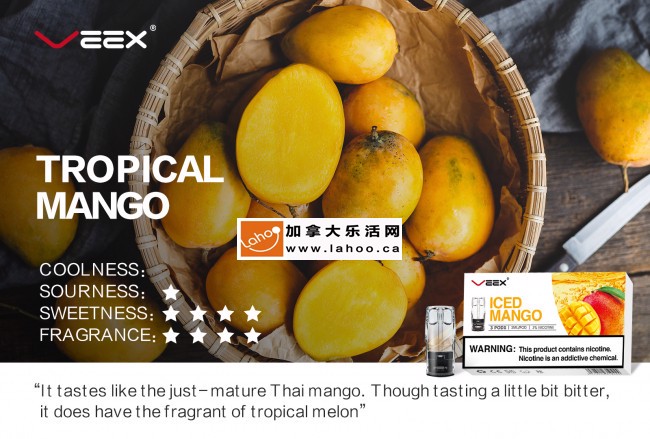 VEEX®
TROPICAL
MANGO
COOLNESS:
SOURNESS: ★
SWEETNESS: ★★★★
FRAGRANCE: ★★★★
Lahoo
加拿大乐活网
www.lahoo.ca
VEEX
ICED
MANGO
3 PODS
WARNING: This product contains nicotine.
Nicotine is an addictive chemical.
“It tastes like the just-mature Thai mango. Though tasting a little bit bitter,
it does have the fragrant of tropical melon”